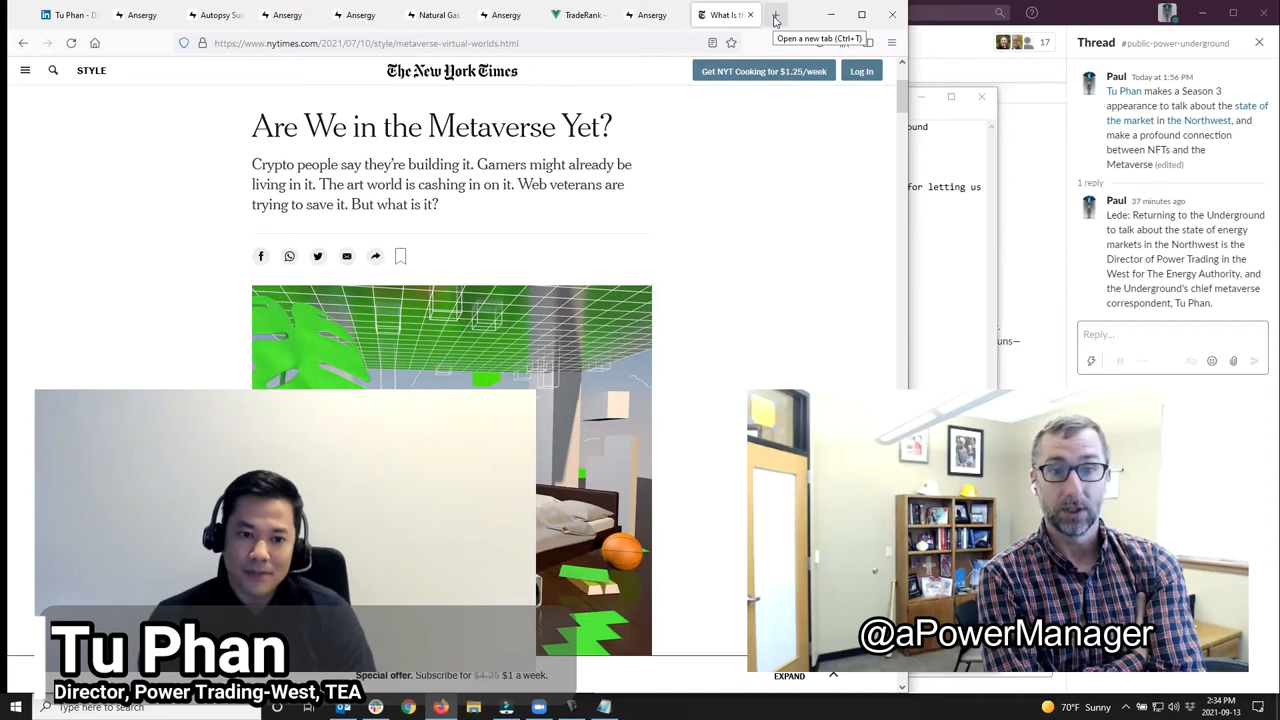 Tu Phan - D
Ansergy
Autopsy Sur
Ansergy
Natural Gas
Ansergy
TradeRank –
Ansergy
What Is th
Open a new tab (Ctrl+T)
https://www.nytimes.com/2021/07/10/style/metaverse-virtual-worlds.html
STYLE
The New York Times
Get NYT Cooking for $1.25/week
Log In
Are We in the Metaverse Yet?
Crypto people say they're building it. Gamers might already be
living in it. The art world is cashing in on it. Web veterans are
trying to save it. But what is it?
Special offer. Subscribe for $4.25 $1 a week.
EXPAND
ound
for letting us
uns—
17
Thread #public-power-underground
Paul Today at 1:56 PM
Tu Phan makes a Season 3
appearance to talk about the state of
the market in the Northwest, and
make a profound connection
between NFTs and the
Metaverse (edited)
1 reply
Paul 37 minutes ago
Lede: Returning to the Underground
to talk about the state of energy
markets in the Northwest is the
Director of Power Trading in the
West for The Energy Authority, and
the Underground's chief metaverse
correspondent, Tu Phan.
Reply...
Tu Phan
Director, Power Trading-West, TEA
@aPowerManager
Type here to search
70°F Sunny
2:34 PM
2021-09-13